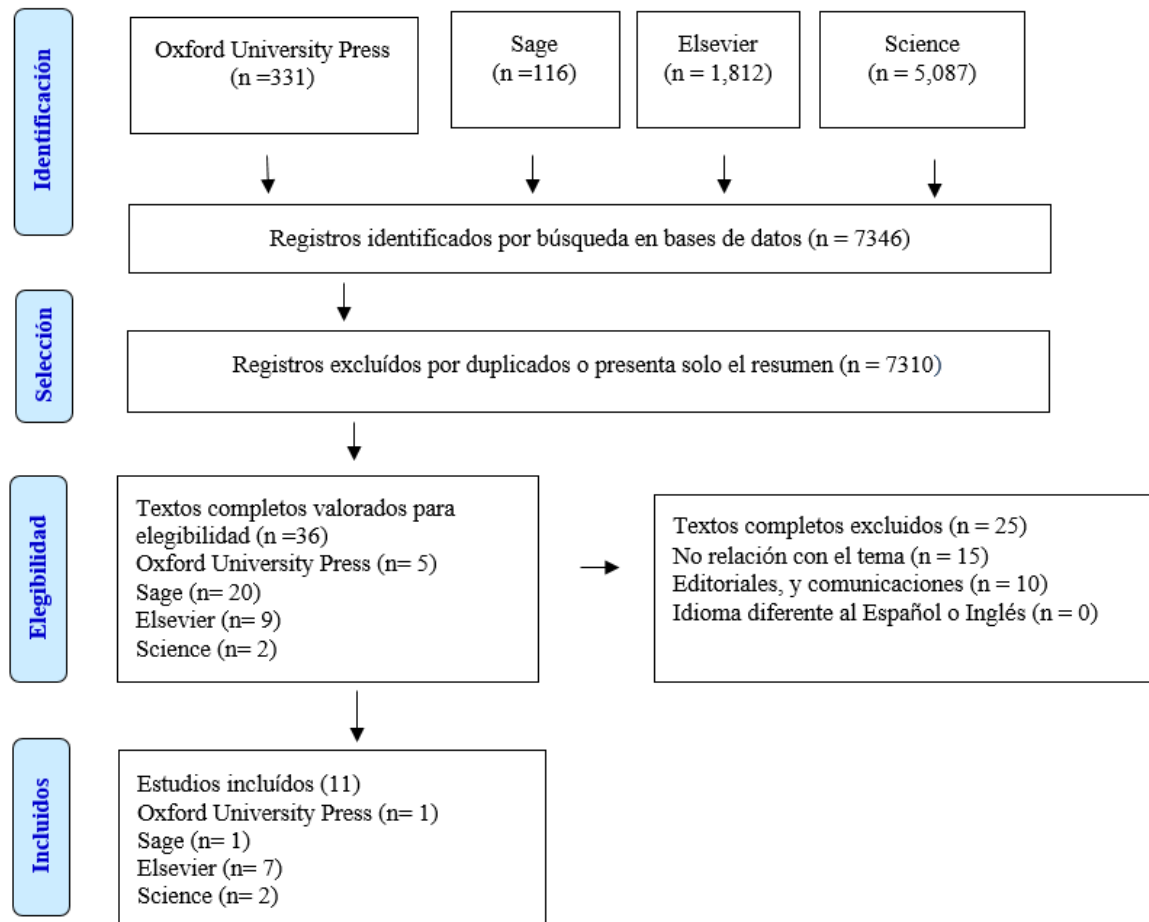 Identificación
Oxford University Press
(n =331)
Sage
(n =116)
Elsevier
(n = 1,812)
Science
(n = 5,087)
Registros identificados por búsqueda en bases de datos (n = 7346)
Selección
Registros excluídos por duplicados o presenta solo el resumen (n = 7310)
Elegibilidad
Textos completos valorados para
elegibilidad (n =36)
Oxford University Press (n= 5)
Sage (n= 20)
Elsevier (n= 9)
Science (n= 2)
Textos completos excluidos (n = 25)
No relación con el tema (n = 15)
Editoriales, y comunicaciones (n = 10)
Idioma diferente al Español o Inglés (n = 0)
Incluidos
Estudios incluídos (11)
Oxford University Press (n= 1)
Sage (n= 1)
Elsevier (n= 7)
Science (n= 2)